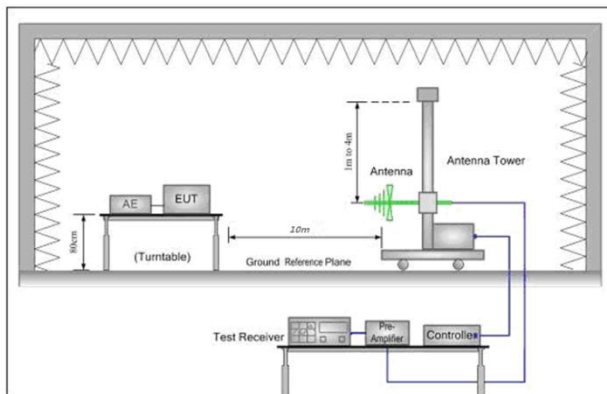 1m to 4m
Antenna
Antenna Tower
AE
EUT
80cm
(Turntable)
10m
Ground Reference Plane
Test Receiver
Pre-
Amplifier
Controller